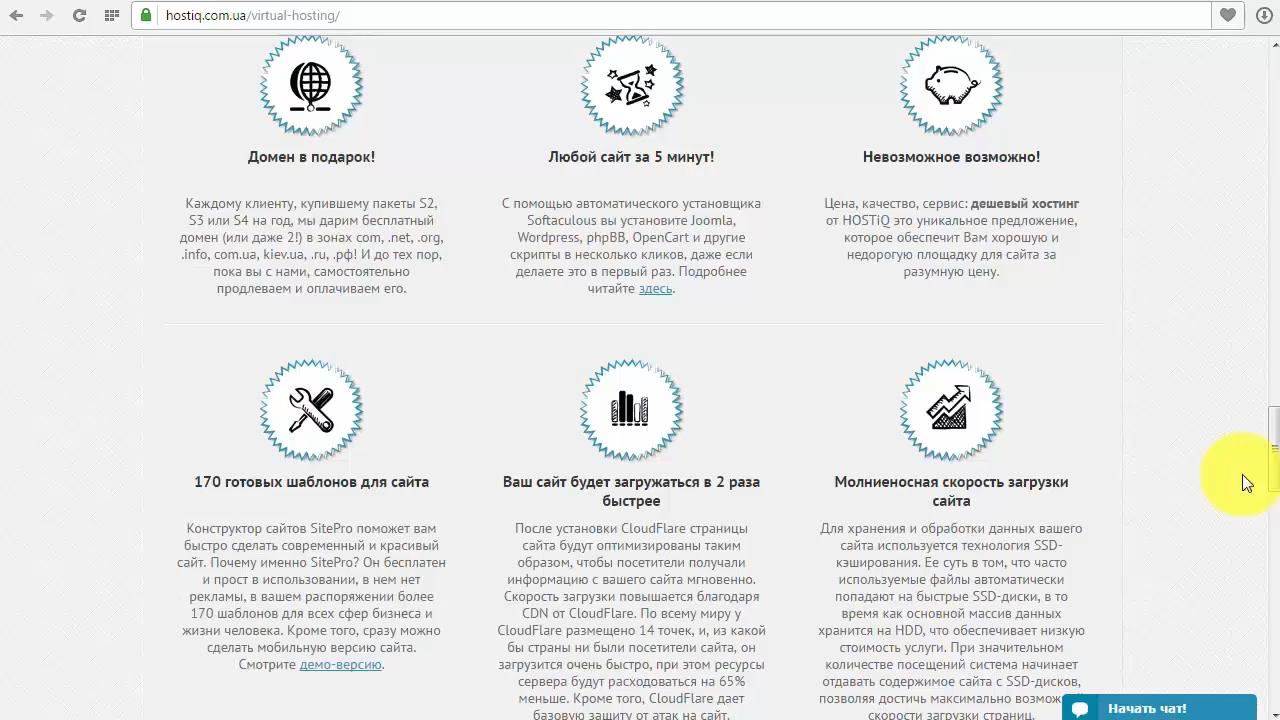 hostiq.com.ua/virtual-hosting/
Домен в подарок!
Каждому клиенту, купившему пакеты S2,
S3 или S4 на год, мы дарим бесплатный
домен (или даже 2!) в зонах com, .net, .org,
.info, com.ua, kiev.ua, .ru, .рф! И до тех пор,
пока вы с нами, самостоятельно
продлеваем и оплачиваем его.
Любой сайт за 5 минут!
С помощью автоматического установщика
Softaculous вы установите Joomla,
Wordpress, phpBB, OpenCart и другие
скрипты в несколько кликов, даже если
делаете это в первый раз. Подробнее
читайте здесь.
Невозможное возможно!
Цена, качество, сервис: дешевый хостинг
от HOSTiQ это уникальное предложение,
которое обеспечит Вам хорошую и
недорогую площадку для сайта за
разумную цену.
170 готовых шаблонов для сайта
Конструктор сайтов SitePro поможет вам
быстро сделать современный и красивый
сайт. Почему именно SitePro? Он бесплатен
и прост в использовании, в нем нет
рекламы, в вашем распоряжении более
170 шаблонов для всех сфер бизнеса и
жизни человека. Кроме того, сразу можно
сделать мобильную версию сайта.
Смотрите демо-версию.
Ваш сайт будет загружаться в 2 раза
быстрее
После установки CloudFlare страницы
сайта будут оптимизированы таким
образом, чтобы посетители получали
информацию с вашего сайта мгновенно.
Скорость загрузки повышается благодаря
CDN от CloudFlare. По всему миру у
CloudFlare размещено 14 точек, и, из какой
бы страны ни были посетители сайта, он
загрузится очень быстро, при этом ресурсы
сервера будут расходоваться на 65%
меньше. Кроме того, CloudFlare дает
базовую защиту от атак на сайт.
Молниеносная скорость загрузки
сайта
Для хранения и обработки данных вашего
сайта используется технология SSD-
кэширования. Ее суть в том, что часто
используемые файлы автоматически
попадают на быстрые SSD-диски, в то
время как основной массив данных
хранится на HDD, что обеспечивает низкую
стоимость услуги. При значительном
количестве посещений система начинает
отдавать содержимое сайта с SSD-дисков,
позволяя достичь максимально
скорости загрузки страниц.
Начать чат!